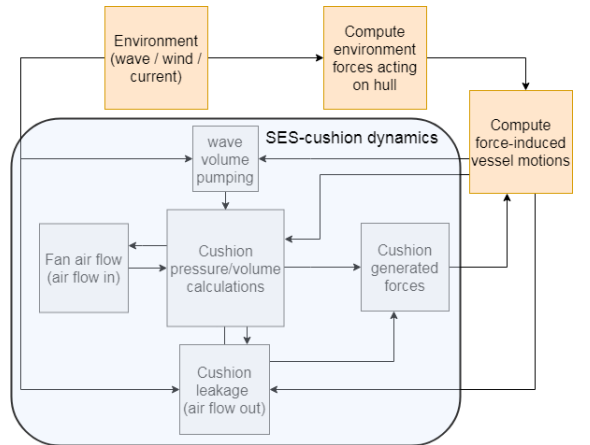 Environment
(wave / wind /
current)
Compute
environment
forces acting
on hull
Compute
force-induced
vessel motions
SES-cushion dynamics
wave
volume
pumping
Fan air flow
(air flow in)
Cushion
pressure/volume
calculations
Cushion
generated
forces
Cushion
leakage
(air flow out)